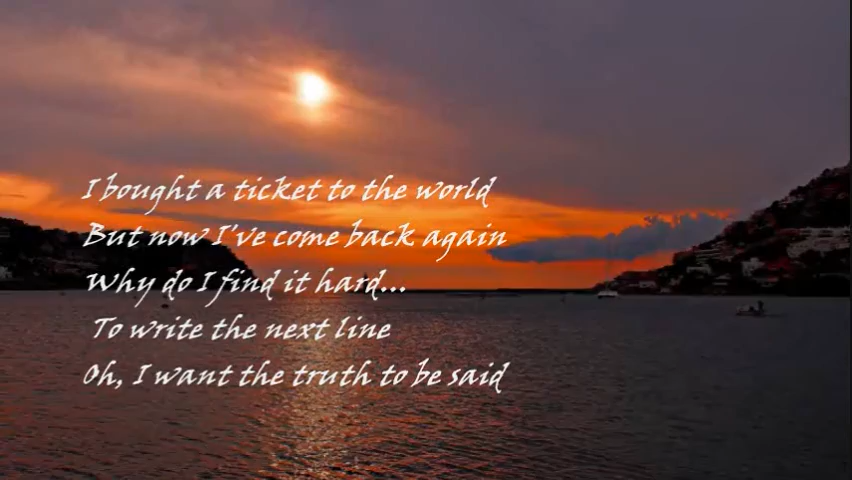 I bought a ticket to the world
But now I've come back again
Why do I find it hard...
To write the next line
Oh, I want the truth to be said